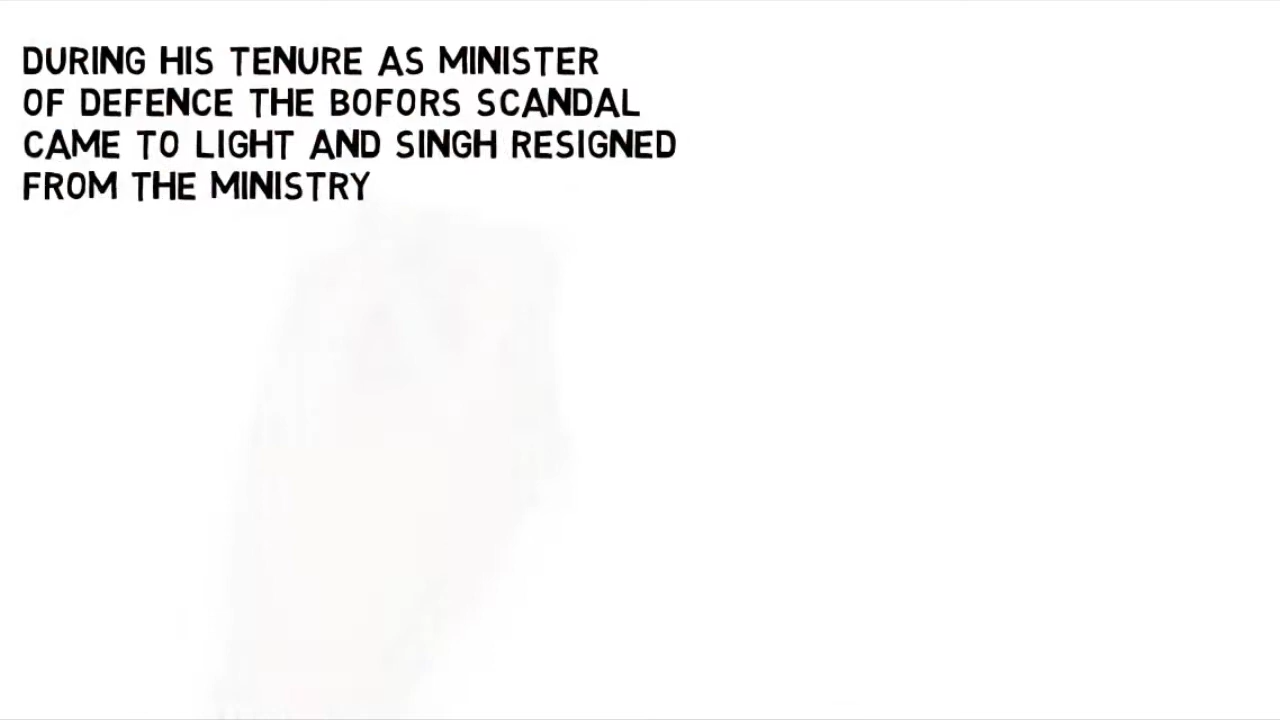 DURING HIS TENURE AS MINISTER
OF DEFENCE THE BOFORS SCANDAL
CAME TO LIGHT AND SINGH RESIGNED
FROM THE MINISTRY